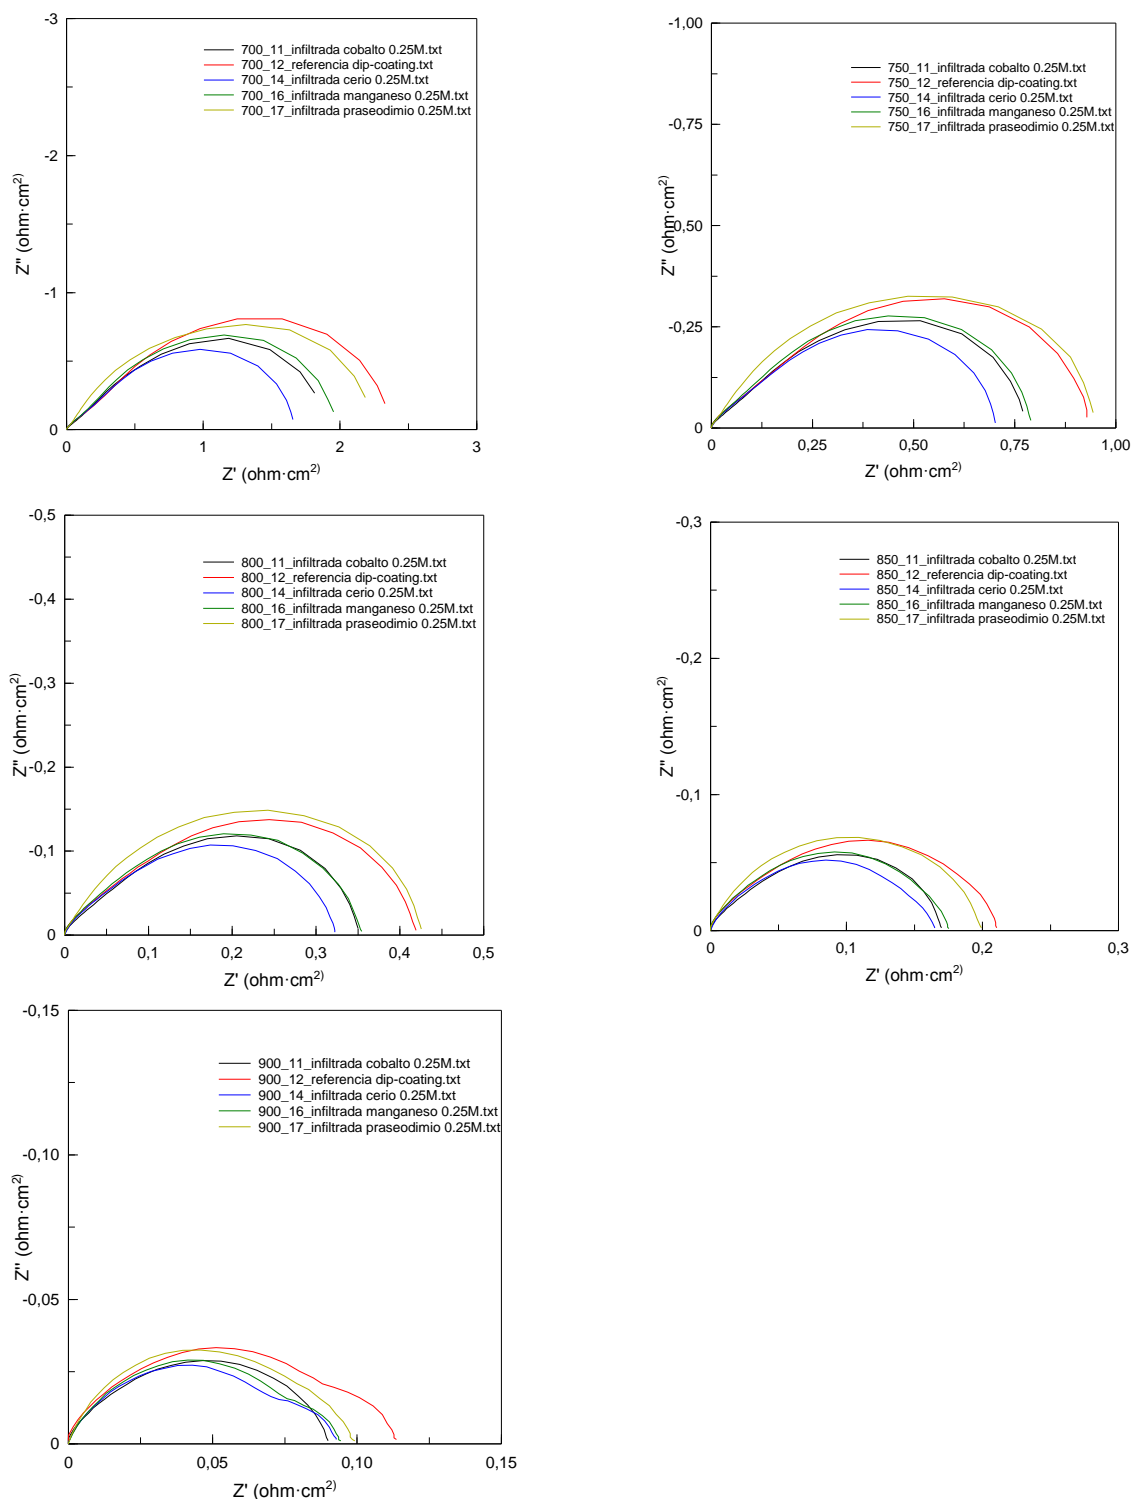 -3
-2
-1
0
Z'' (ohm·cm2)
700_11_infiltrada cobalto 0.25M.txt
700_12_referencia dip-coating.txt
700_14_infiltrada cerio 0.25M.txt
700_16_infiltrada manganeso 0.25M.txt
700_17_infiltrada praseodimio 0.25M.txt
0 1 2 3
Z' (ohm·cm2)
-1,00
-0,75
-0,50
-0,25
0
Z'' (ohm·cm2)
750_11_infiltrada cobalto 0.25M.txt
750_12_referencia dip-coating.txt
750_14_infiltrada cerio 0.25M.txt
750_16_infiltrada manganeso 0.25M.txt
750_17_infiltrada praseodimio 0.25M.txt
0 0,25 0,50 0,75 1,00
Z' (ohm·cm2)
-0,5
-0,4
-0,3
-0,2
-0,1
0
Z'' (ohm·cm2)
800_11_infiltrada cobalto 0.25M.txt
800_12_referencia dip-coating.txt
800_14_infiltrada cerio 0.25M.txt
800_16_infiltrada manganeso 0.25M.txt
800_17_infiltrada praseodimio 0.25M.txt
0 0,1 0,2 0,3 0,4 0,5
Z' (ohm·cm2)
-0,3
-0,2
-0,1
0
Z'' (ohm·cm2)
850_11_infiltrada cobalto 0.25M.txt
850_12_referencia dip-coating.txt
850_14_infiltrada cerio 0.25M.txt
850_16_infiltrada manganeso 0.25M.txt
850_17_infiltrada praseodimio 0.25M.txt
0 0,1 0,2 0,3
Z' (ohm·cm2)
-0,15
-0,10
-0,05
0
Z'' (ohm·cm2)
900_11_infiltrada cobalto 0.25M.txt
900_12_referencia dip-coating.txt
900_14_infiltrada cerio 0.25M.txt
900_16_infiltrada manganeso 0.25M.txt
900_17_infiltrada praseodimio 0.25M.txt
0 0,05 0,10 0,15
Z' (ohm·cm2)